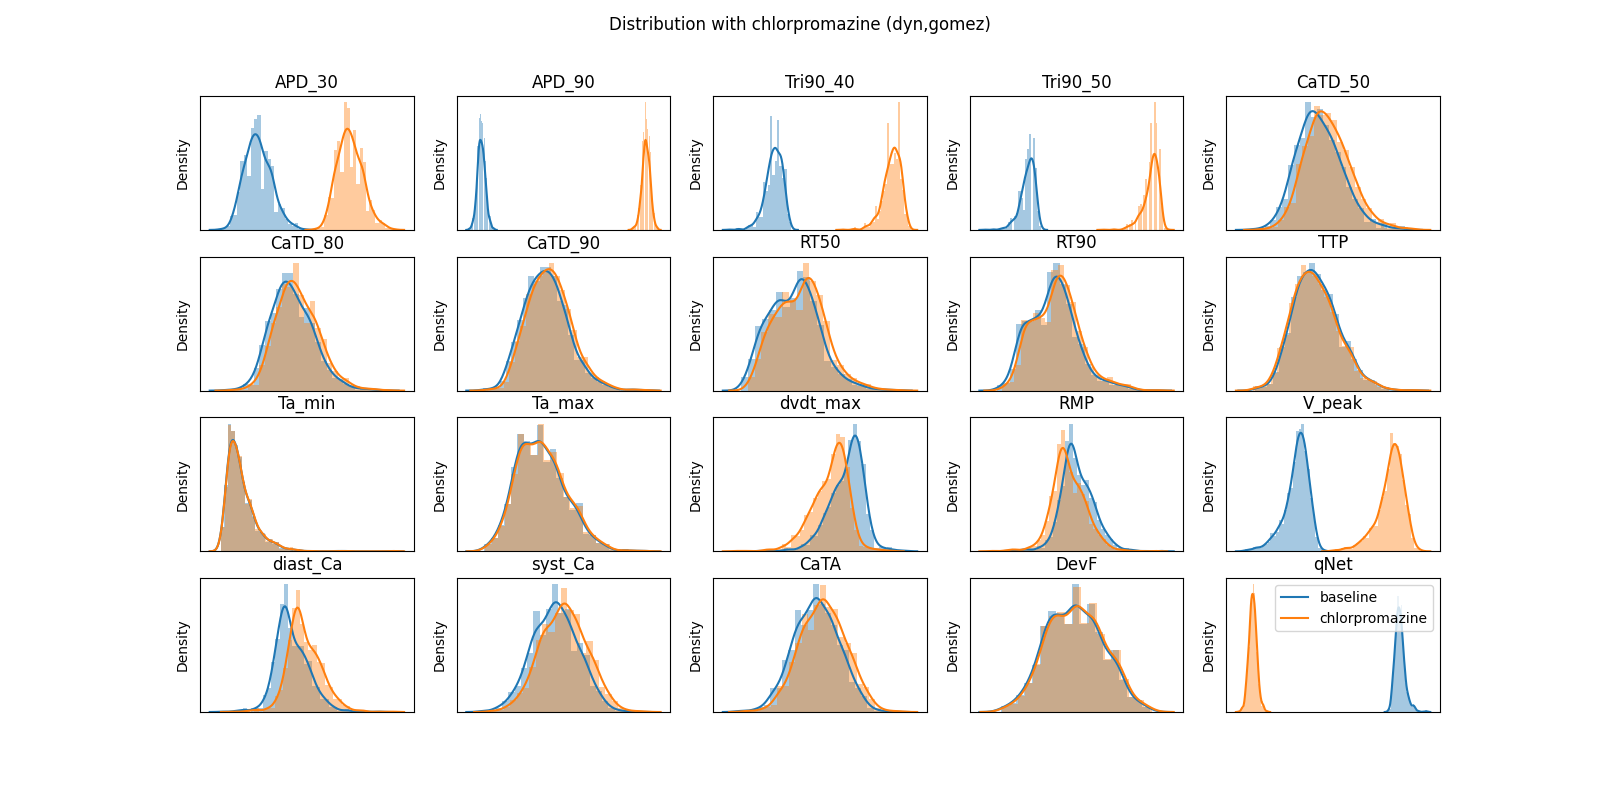 Distribution with chlorpromazine (dyn,gomez)
APD_30
APD_90
Tri90_40
Tri90_50
CaTD_50
Density
Density
Density
Density
Density
CaTD_80
CaTD_90
RT50
RT90
TTP
Density
Density
Density
Density
Density
Ta_min
Ta_max
dvdt_max
RMP
V_peak
Density
Density
Density
Density
Density
diast_Ca
syst_Ca
CaTA
DevF
qNet
Density
Density
Density
Density
Density
baseline
chlorpromazine